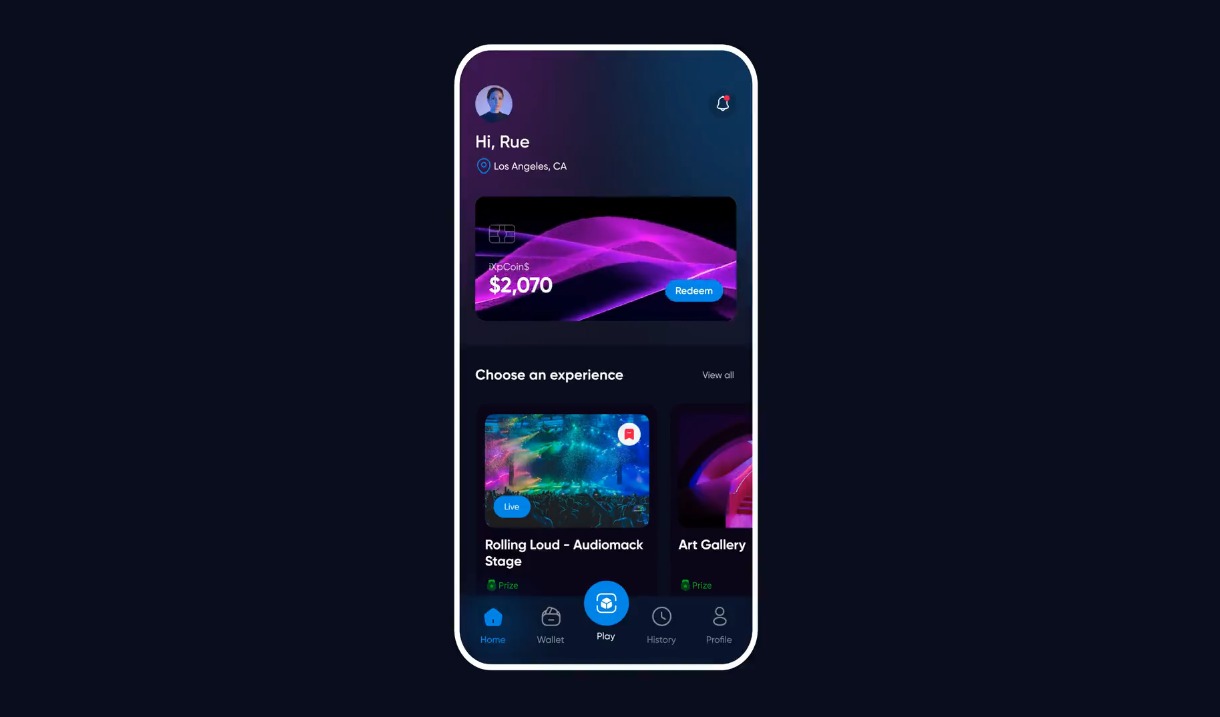 Hi, Rue
Los Angeles, CA
iXpCoin$
$2,070
Redeem
Choose an experience
View all
Live
Rolling Loud - Audiomack
Stage
Prize
Art Gallery
Prize
Home
Wallet
Play
History
Profile